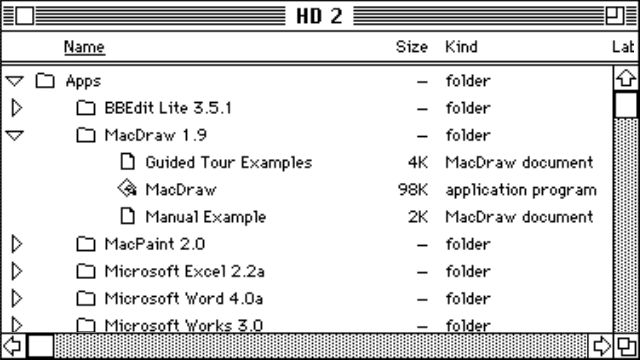 HD 2
Name Size Kind Lat
Apps – folder
BBEdit Lite 3.5.1 – folder
MacDraw 1.9 – folder
Guided Tour Examples 4K MacDraw document
MacDraw 98K application program
Manual Example 2K MacDraw document
MacPaint 2.0 – folder
Microsoft Excel 2.2a – folder
Microsoft Word 4.0a – folder
Microsoft Works 3.0 – folder